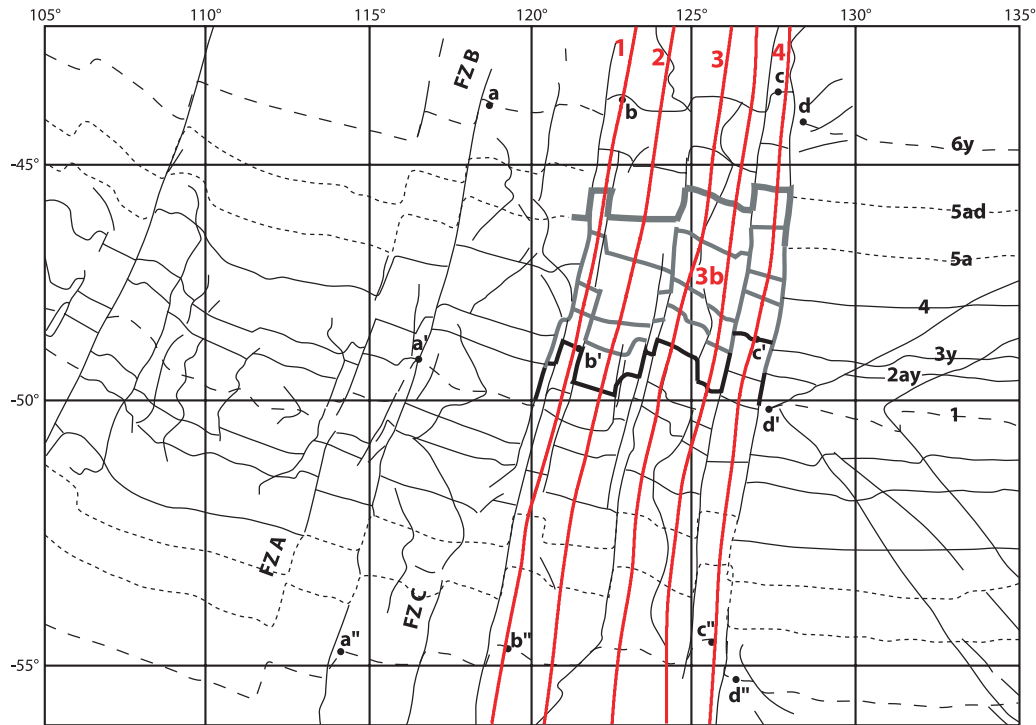 105° 110° 115° 120° 125° 130° 135°
1 2 3 4
FZ B
a b c d
-45°
6y
5ad
5a
3b
4
a' b' c'
3y
2ay
-50°
d' 1
FZ A
FZ C
a" b" c"
-55°
d"